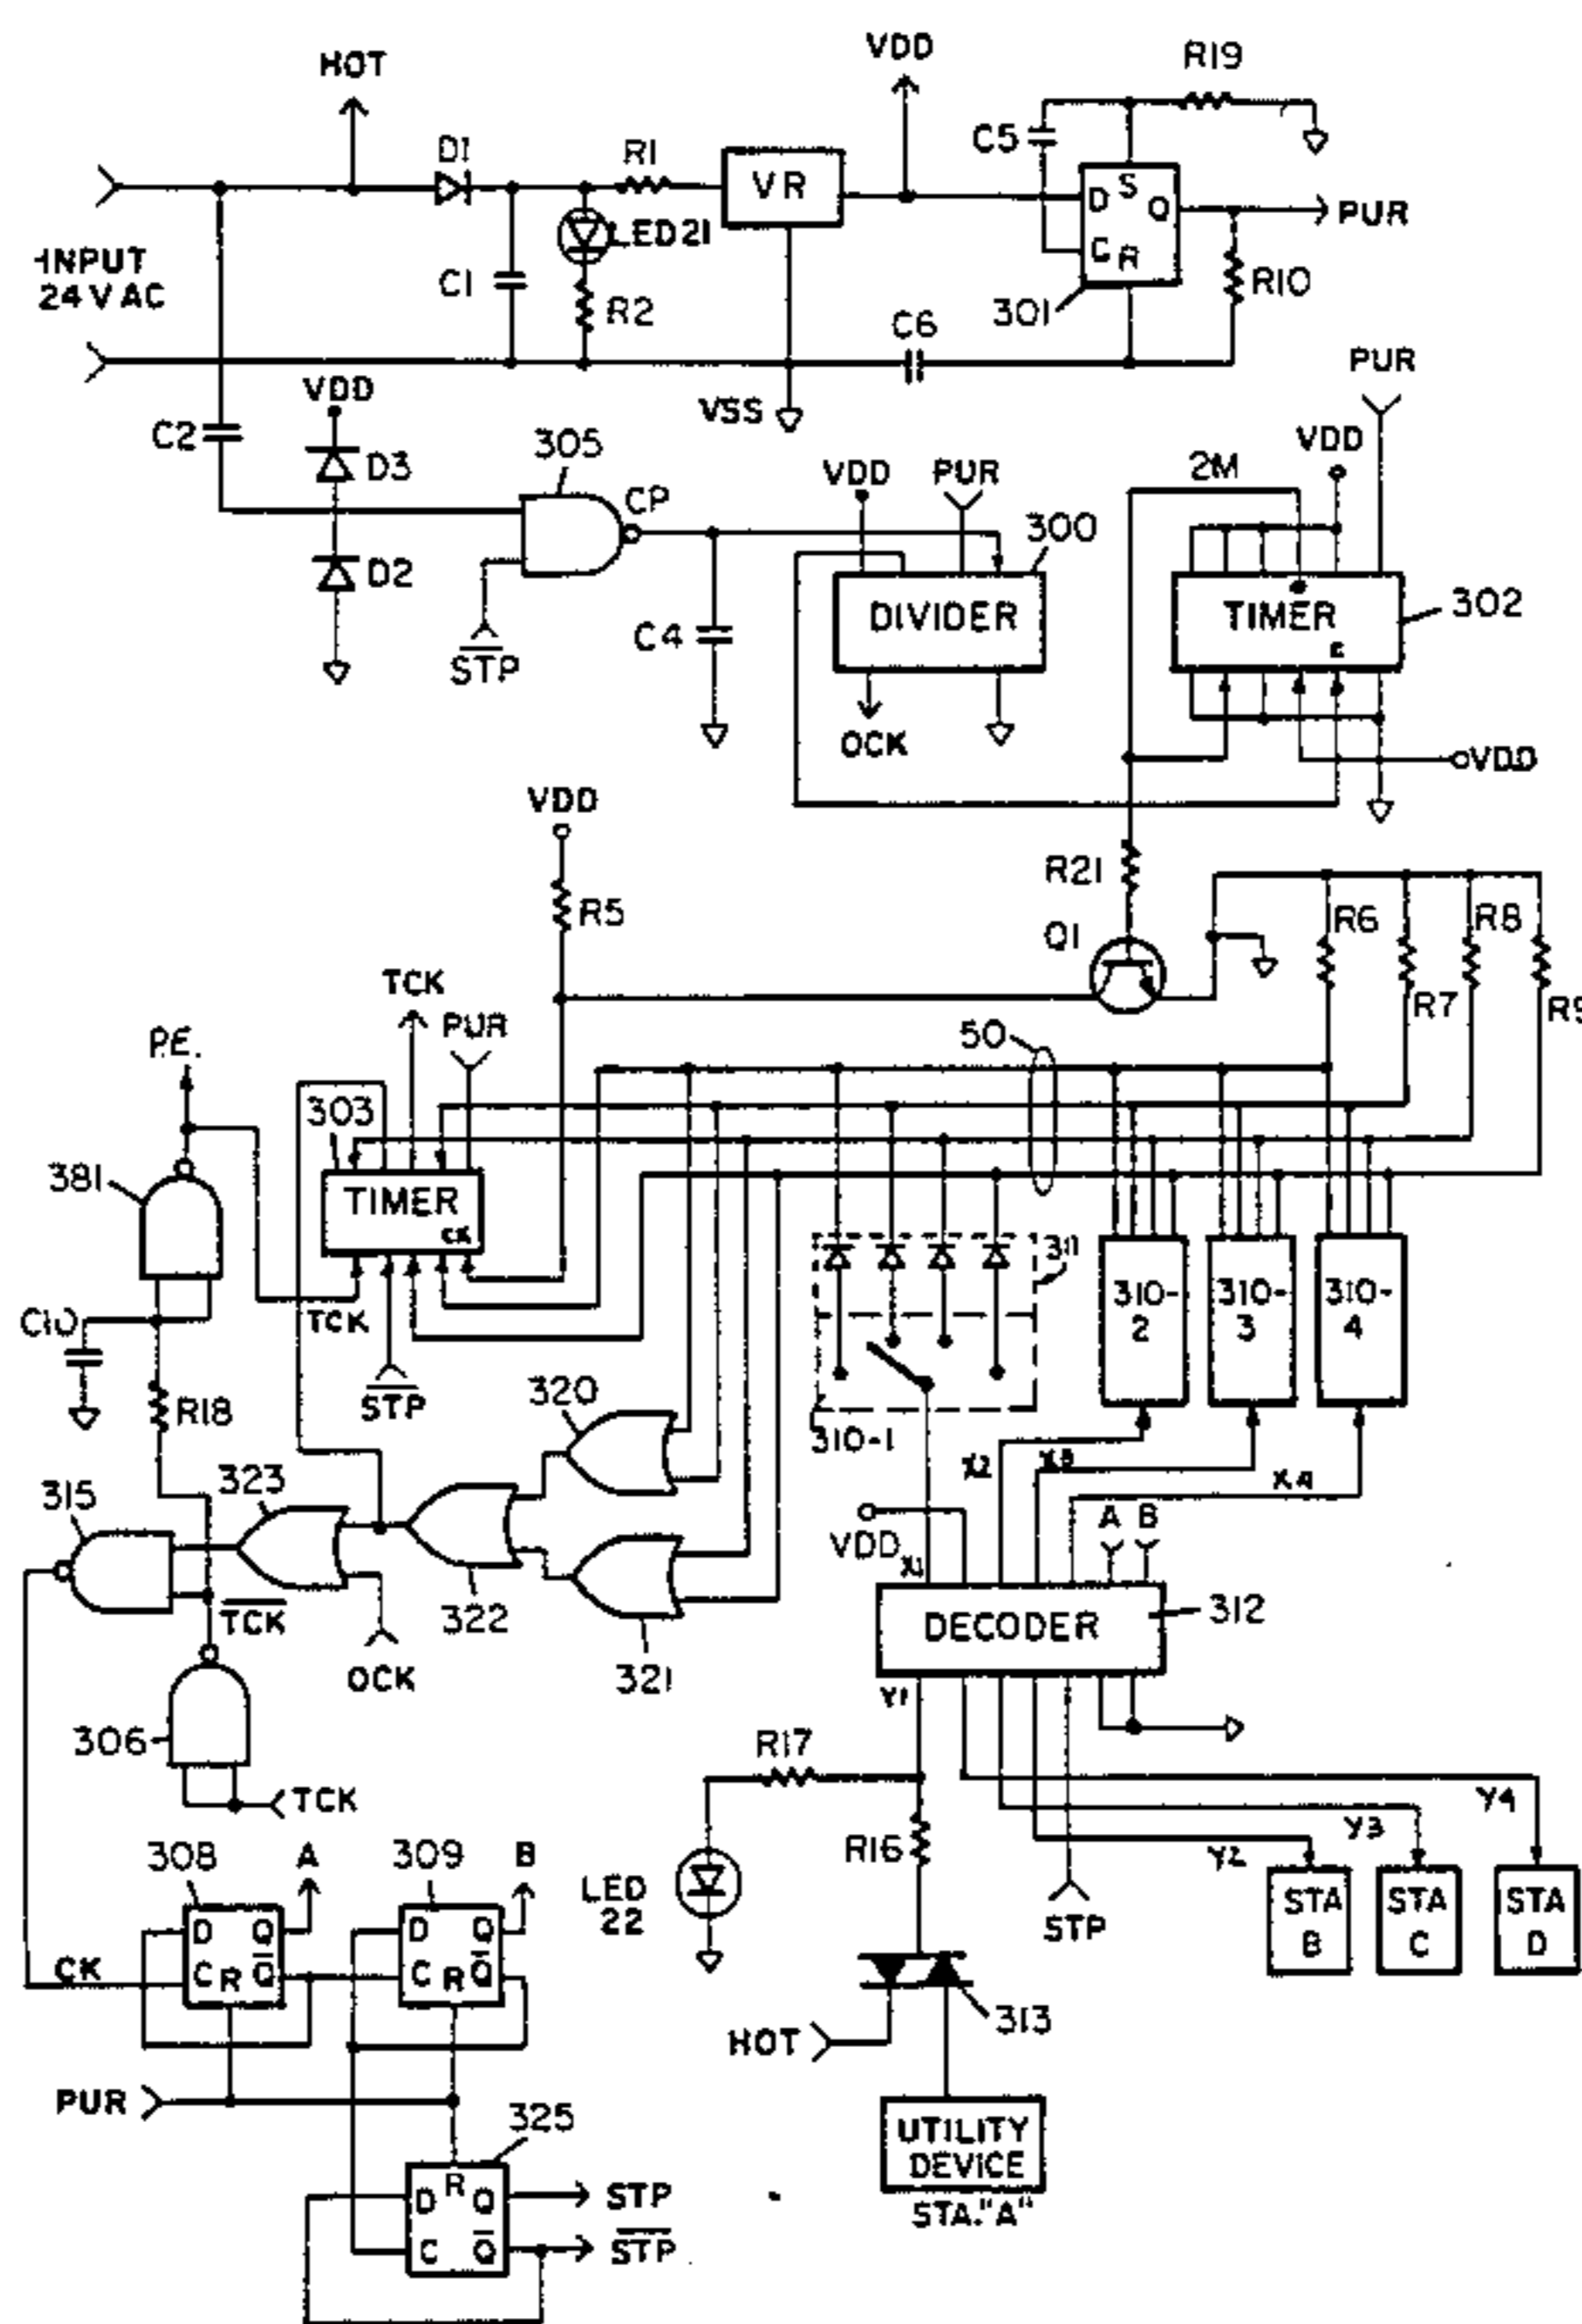 HOT
VDD
R19
D1
R1
VR
C5
D S Q
C R
PUR
INPUT
24 V AC
C1
LED21
R2
301
R10
C6
PUR
VDD
VSS
C2
D3
305
CP
VDD
PUR
2M
VDD
300
D2
STP
C4
DIVIDER
TIMER
302
OCK
VDD
VDD
R21
R5
Q1
R6
R8
TCK
PUR
R7
R9
P.E.
50
303
381
TIMER
CK
311
310-
2
310-
3
310-
4
C10
TCK
R18
STP
320
310-1
X2
X3
X4
315
323
VDD
X1
A
B
TCK
322
321
DECODER
312
OCK
Y1
306
R17
TCK
Y4
Y3
Y2
308
A
309
B
LED
22
R16
STP
STA
B
STA
C
STA
D
D Q
C R Q
D Q
C R Q
CK
313
HOT
PUR
325
R
D Q
C Q
STP
STP
UTILITY
DEVICE
STA."A"